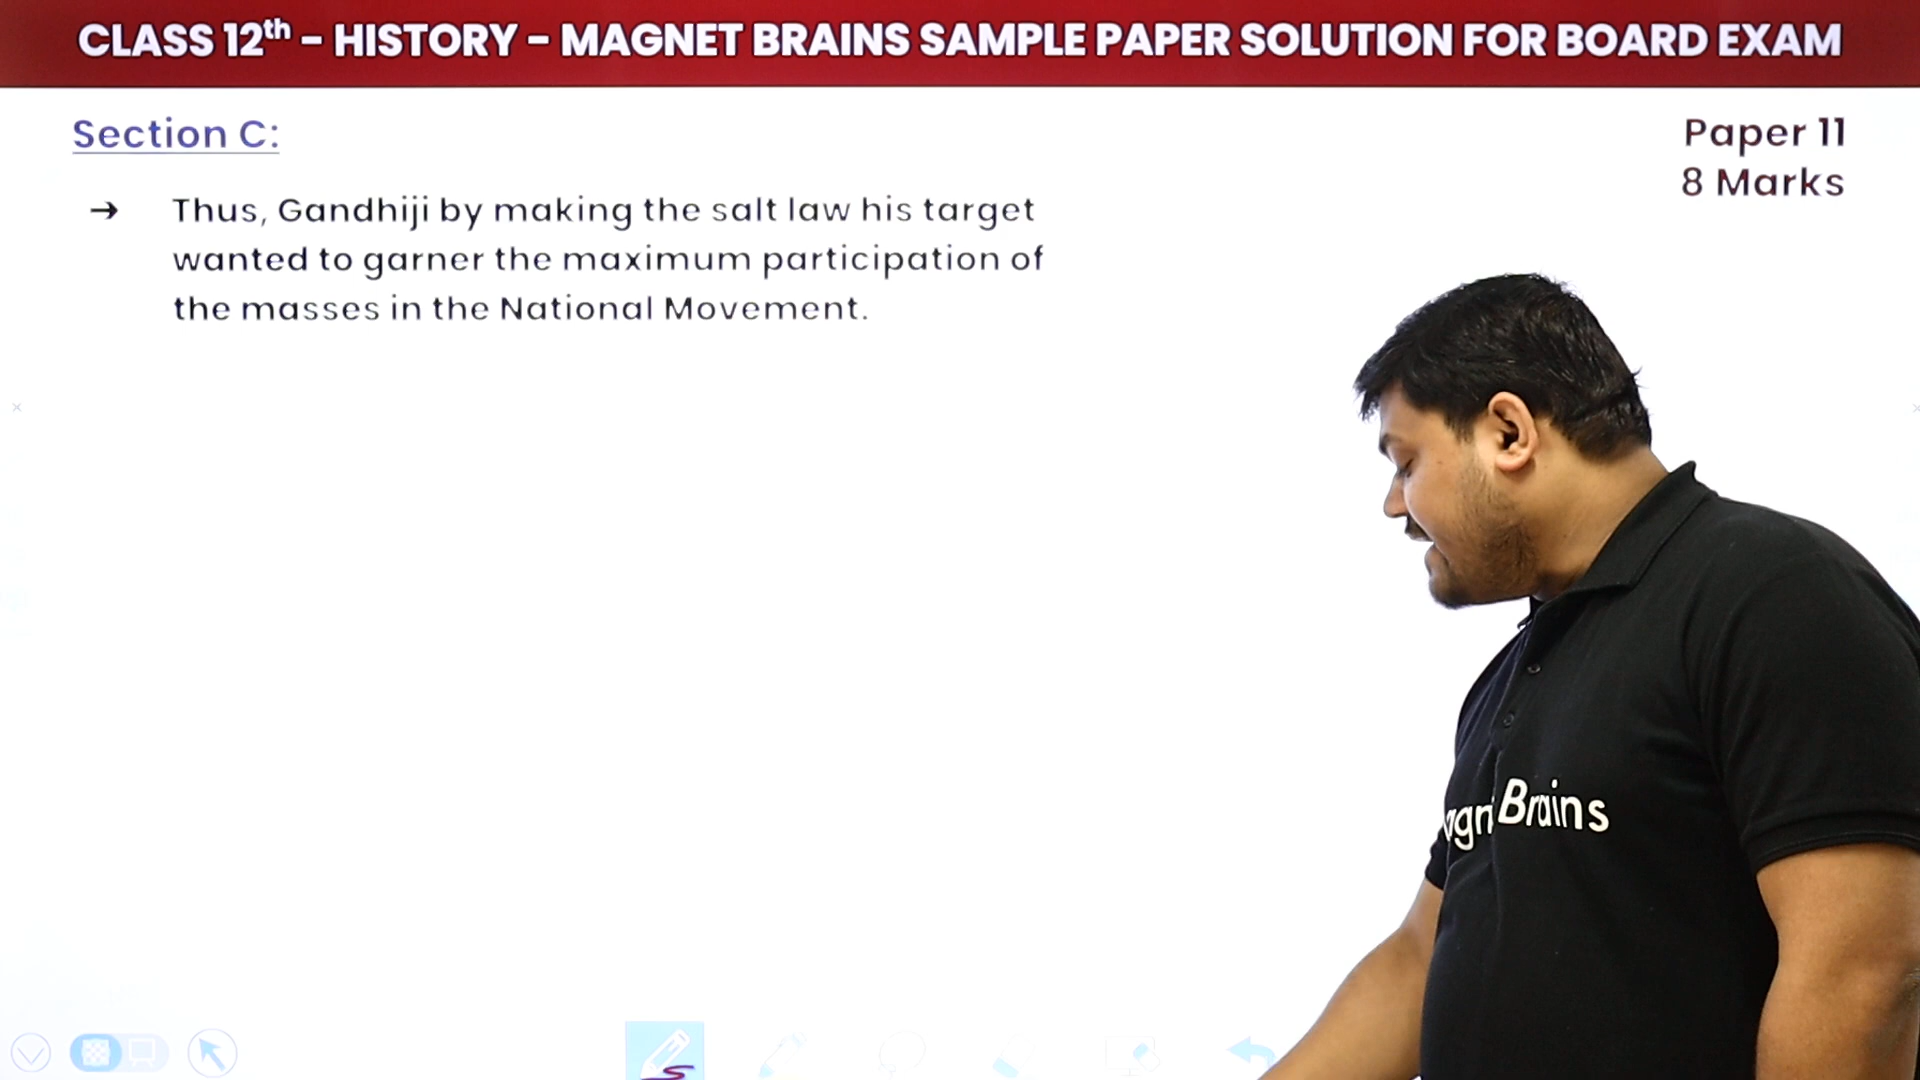 CLASS 12th - HISTORY - MAGNET BRAINS SAMPLE PAPER SOLUTION FOR BOARD EXAM
Section C:
Paper 11
8 Marks
→ Thus, Gandhiji by making the salt law his target
wanted to garner the maximum participation of
the masses in the National Movement.
Brains